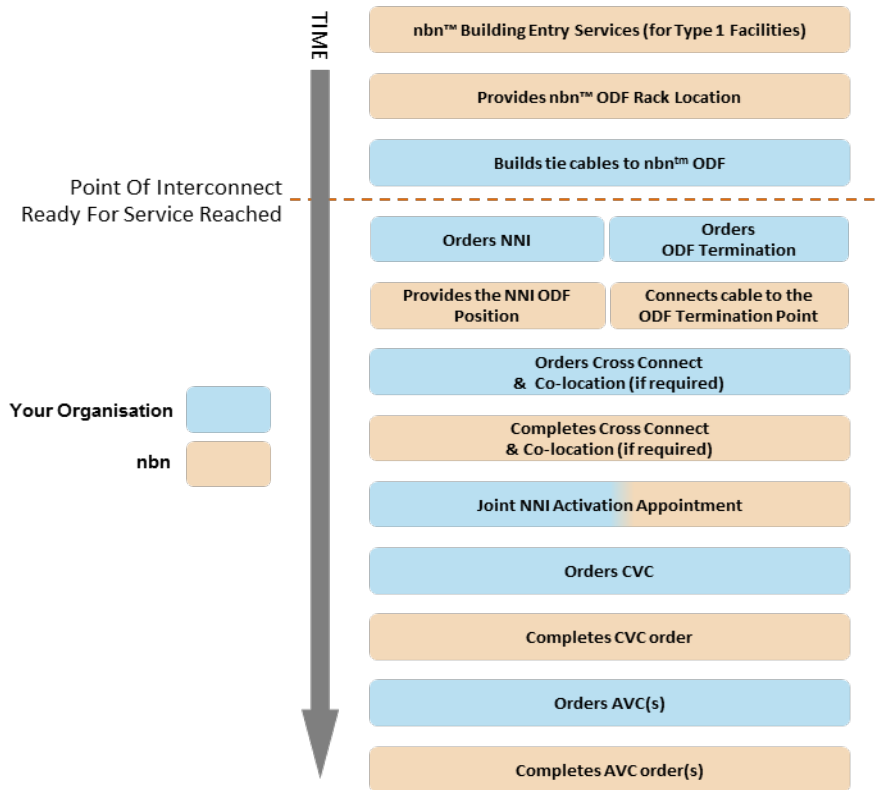 TIME
nbn™ Building Entry Services (for Type 1 Facilities)
Provides nbn™ ODF Rack Location
Builds tie cables to nbn™ ODF
Point Of Interconnect
Ready For Service Reached
Orders NNI
Orders
ODF Termination
Provides the NNI ODF
Position
Connects cable to the
ODF Termination Point
Orders Cross Connect
& Co-location (if required)
Your Organisation
nbn
Completes Cross Connect
& Co-location (if required)
Joint NNI Activation Appointment
Orders CVC
Completes CVC order
Orders AVC(s)
Completes AVC order(s)